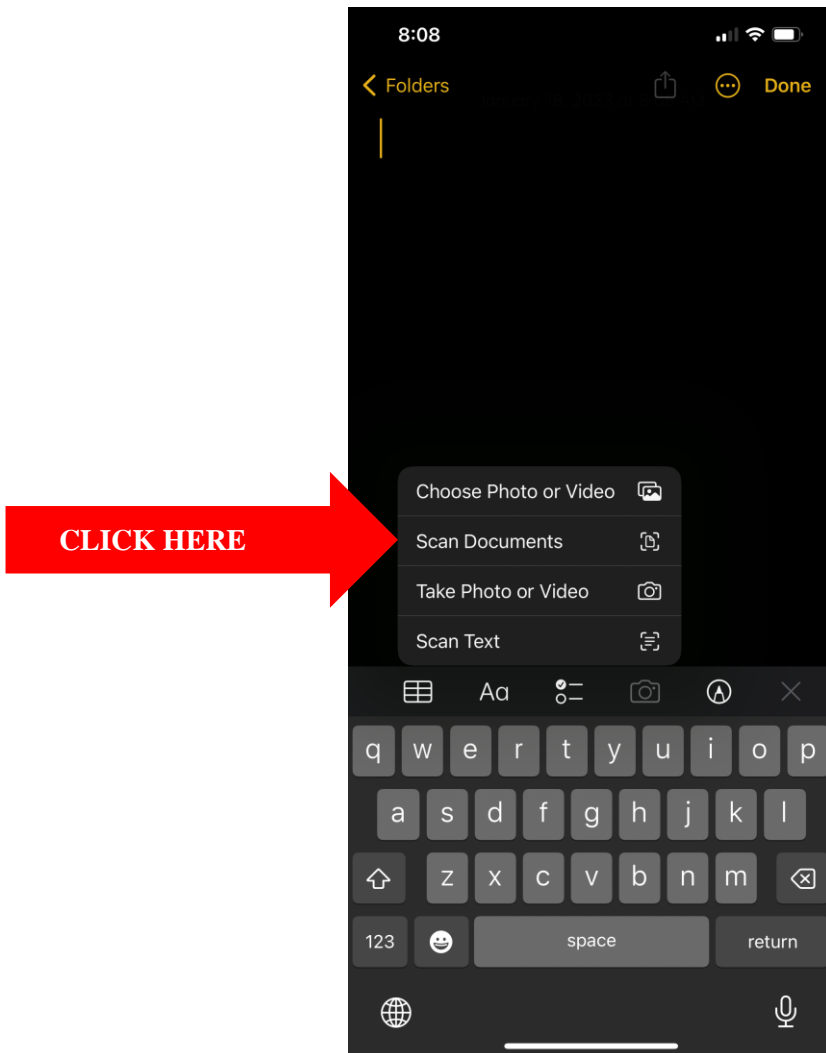 8:08
Folders
Done
Choose Photo or Video
CLICK HERE
Scan Documents
Take Photo or Video
Scan Text
Aa
q w e r t y u i o p
a s d f g h j k l
z x c v b n m
123 space return